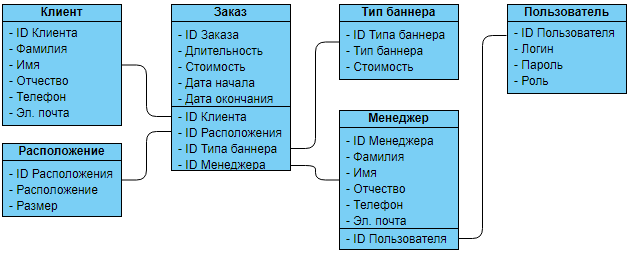 Клиент
- ID Клиента
- Фамилия
- Имя
- Отчество
- Телефон
- Эл. почта
Расположение
- ID Расположения
- Расположение
- Размер
Заказ
- ID Заказа
- Длительность
- Стоимость
- Дата начала
- Дата окончания
- ID Клиента
- ID Расположения
- ID Типа баннера
- ID Менеджера
Тип баннера
- ID Типа баннера
- Тип баннера
- Стоимость
Менеджер
- ID Менеджера
- Фамилия
- Имя
- Отчество
- Телефон
- Эл. почта
- ID Пользователя
Пользователь
- ID Пользователя
- Логин
- Пароль
- Роль